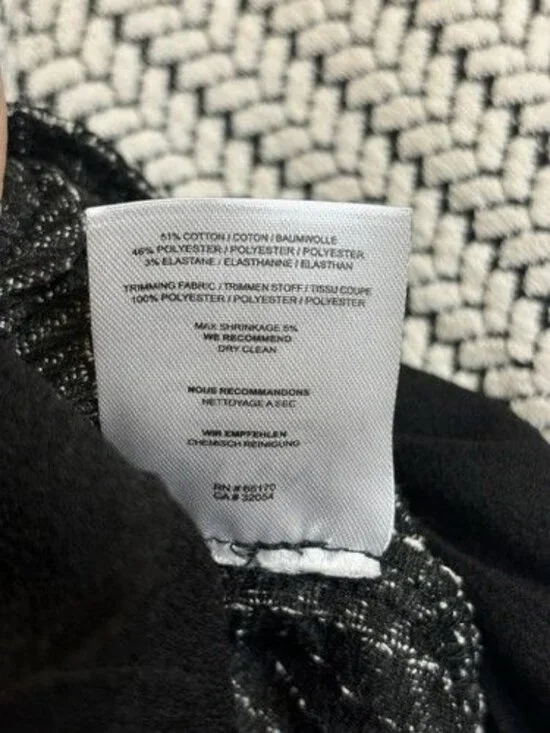 51% COTTON / COTON / BAUMWOLLE
46% POLYESTER / POLYESTER / POLYESTER
3% ELASTANE / ELASTHANNE / ELASTHAN
TRIMMING FABRIC / TRIMMEN STOFF / TISSU COUPE
100% POLYESTER / POLYESTER / POLYESTER
MAX SHRINKAGE 5%
WE RECOMMEND
DRY CLEAN
NOUS RECOMMANDONS
NETTOYAGE A SEC
WIR EMPFEHLEN
CHEMISCH REINIGUNG
RN # 66170
CA # 32054